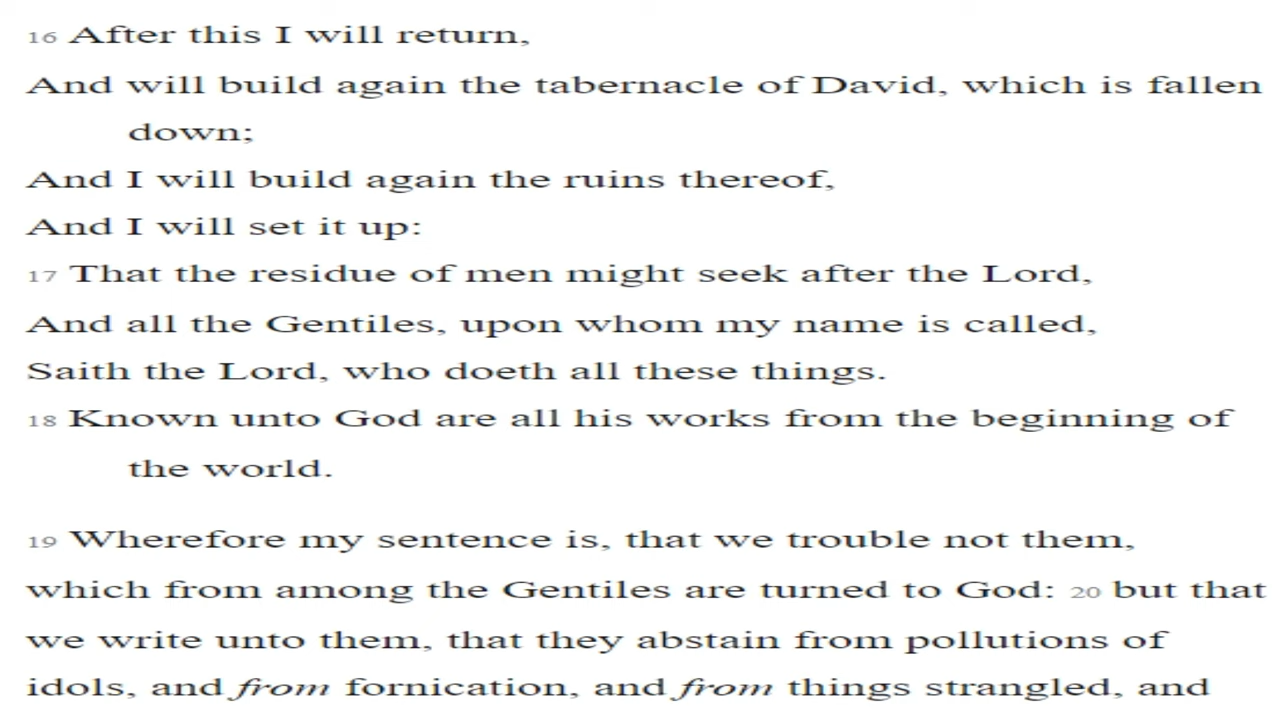 16 After this I will return,
And will build again the tabernacle of David, which is fallen
down;
And I will build again the ruins thereof,
And I will set it up:
17 That the residue of men might seek after the Lord,
And all the Gentiles, upon whom my name is called,
Saith the Lord, who doeth all these things.
18 Known unto God are all his works from the beginning of
the world.
19 Wherefore my sentence is, that we trouble not them,
which from among the Gentiles are turned to God: 20 but that
we write unto them, that they abstain from pollutions of
idols, and from fornication, and from things strangled, and